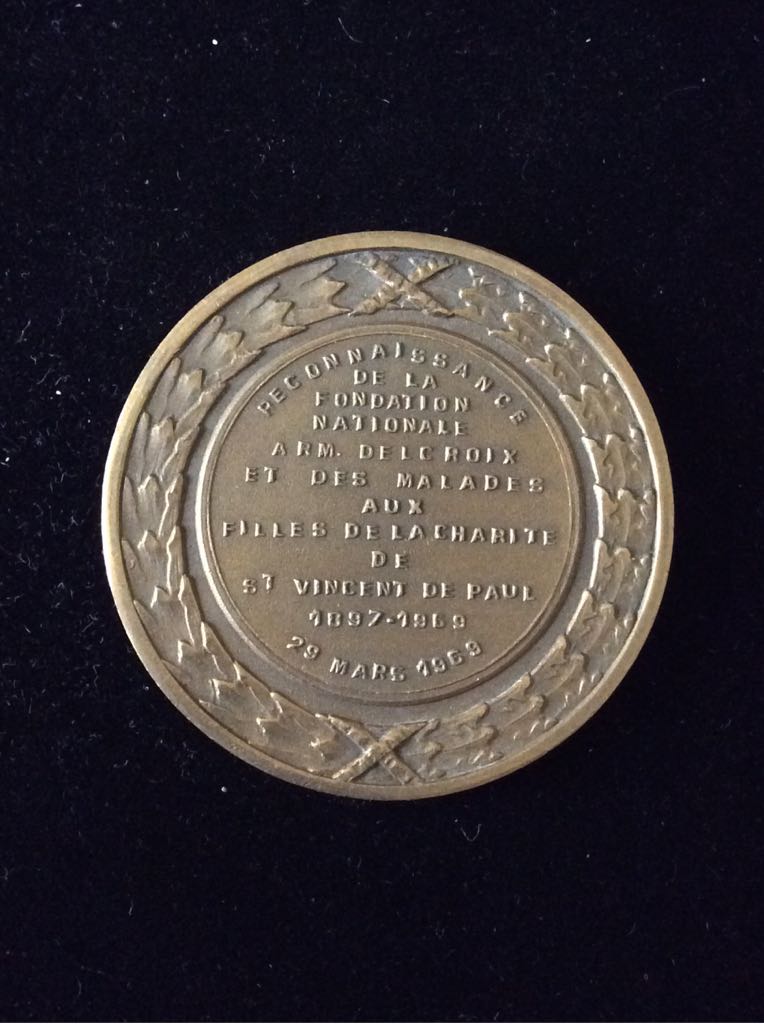 RECONNAISSANCE
DE LA
FONDATION
NATIONALE
ARM. DELCROIX
ET DES MALADES
AUX
FILLES DE LA CHARITE
DE
ST VINCENT DE PAUL
1897-1969
29 MARS 1969